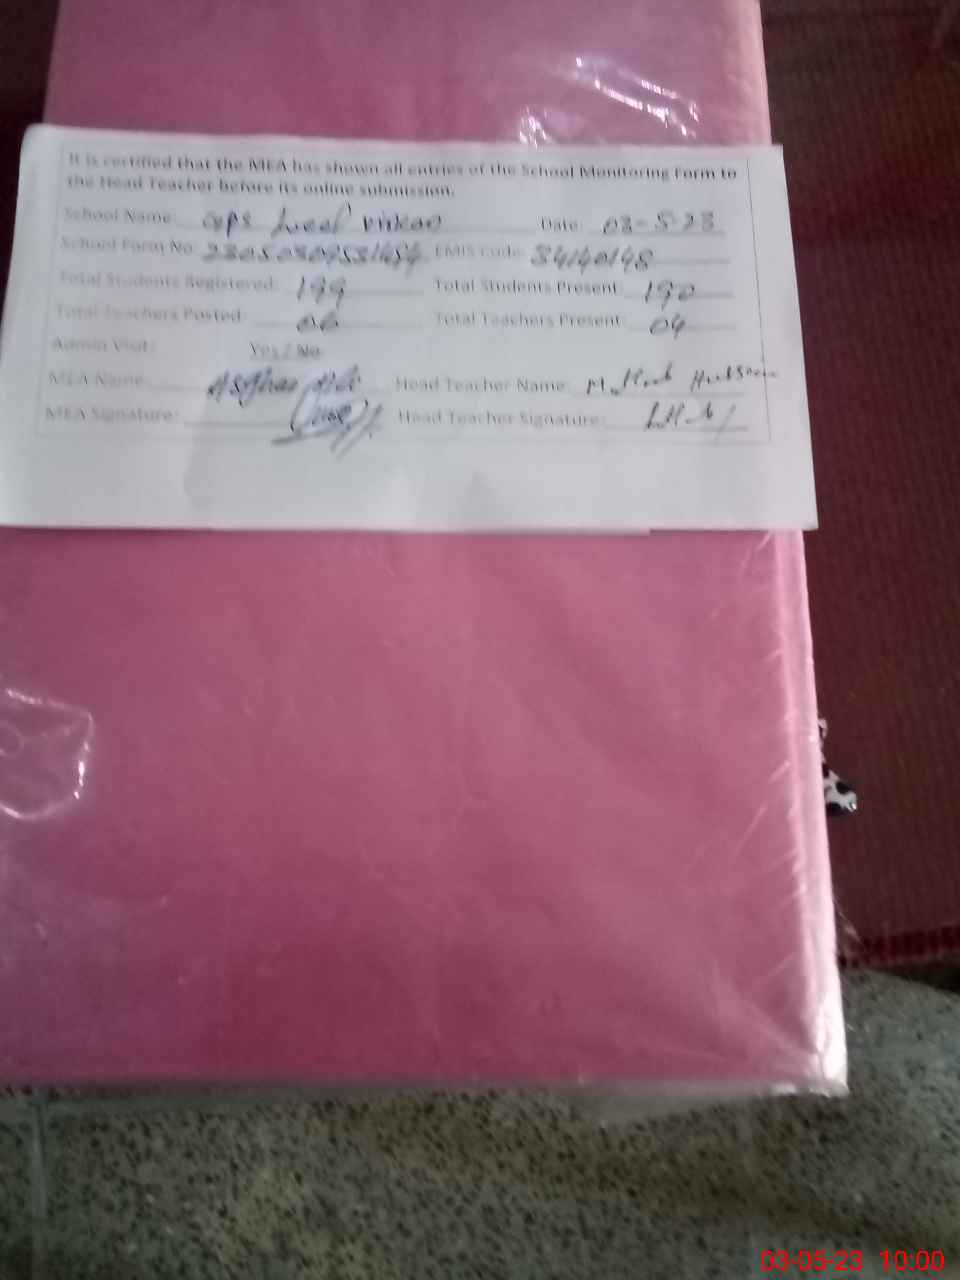 It is certified that the MEA has shown all entries of the School Monitoring Form to
the Head Teacher before its online submission.
School Name: GPS Date: 03-5-23
School Form No: EMIS Code: 34140148
Total Students Registered: 199 Total Students Present: 190
Total Teachers Posted: 06 Total Teachers Present: 04
Admin Visit: Yes / No
MEA Name: Asghar Head Teacher Name: M.
MEA Signature: Head Teacher Signature:
03-05-23 10:00